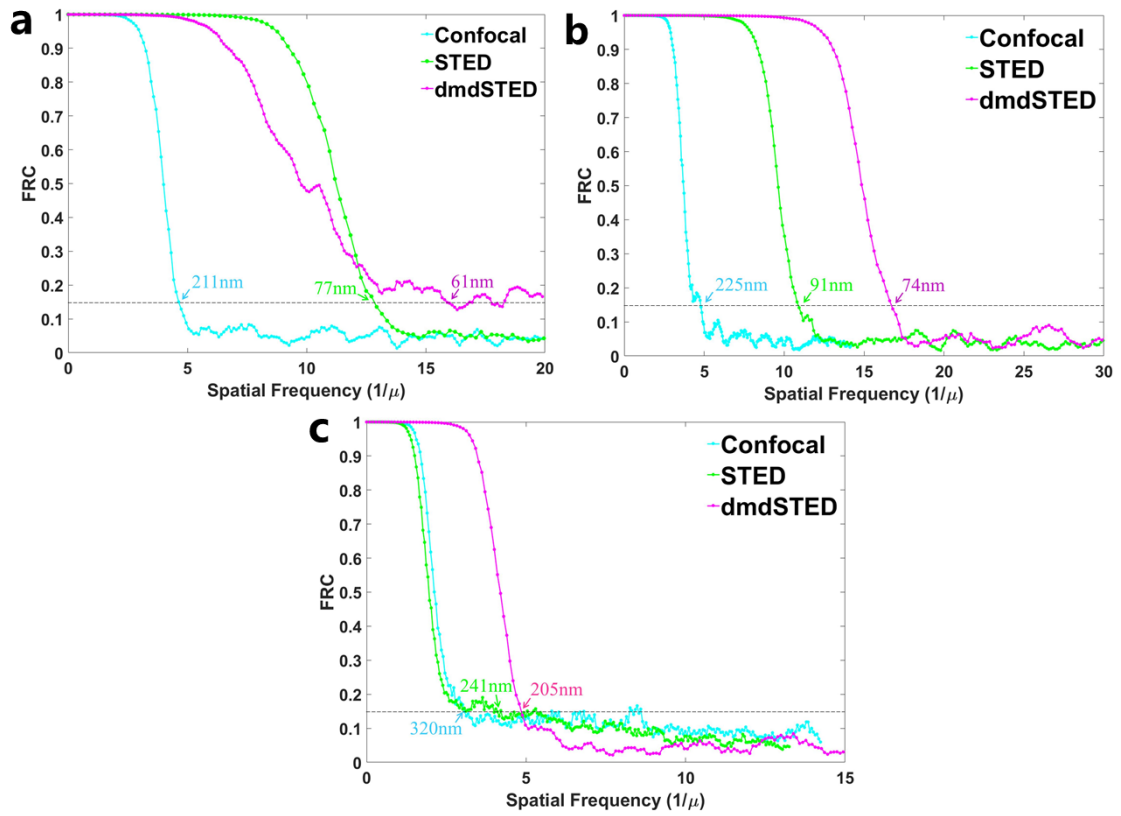 a
Confocal
STED
dmdSTED
1
0.9
0.8
0.7
0.6
0.5
0.4
0.3
0.2
0.1
0
FRC
211nm
77nm
61nm
0 5 10 15 20
Spatial Frequency (1/μ)
b
Confocal
STED
dmdSTED
1
0.9
0.8
0.7
0.6
0.5
0.4
0.3
0.2
0.1
0
FRC
225nm
91nm
74nm
0 5 10 15 20 25 30
Spatial Frequency (1/μ)
c
Confocal
STED
dmdSTED
1
0.9
0.8
0.7
0.6
0.5
0.4
0.3
0.2
0.1
0
FRC
241nm
205nm
320nm
0 5 10 15
Spatial Frequency (1/μ)